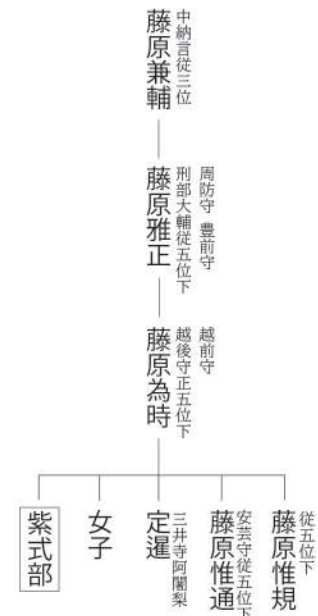 中納言従三位
藤原兼輔
周防守 豊前守
刑部大輔従五位下
藤原雅正
越前守
越後守正五位下
藤原為時
従五位下
藤原惟規
安芸守従五位下
藤原惟通
三井寺阿闍梨
定暹
女子
紫式部